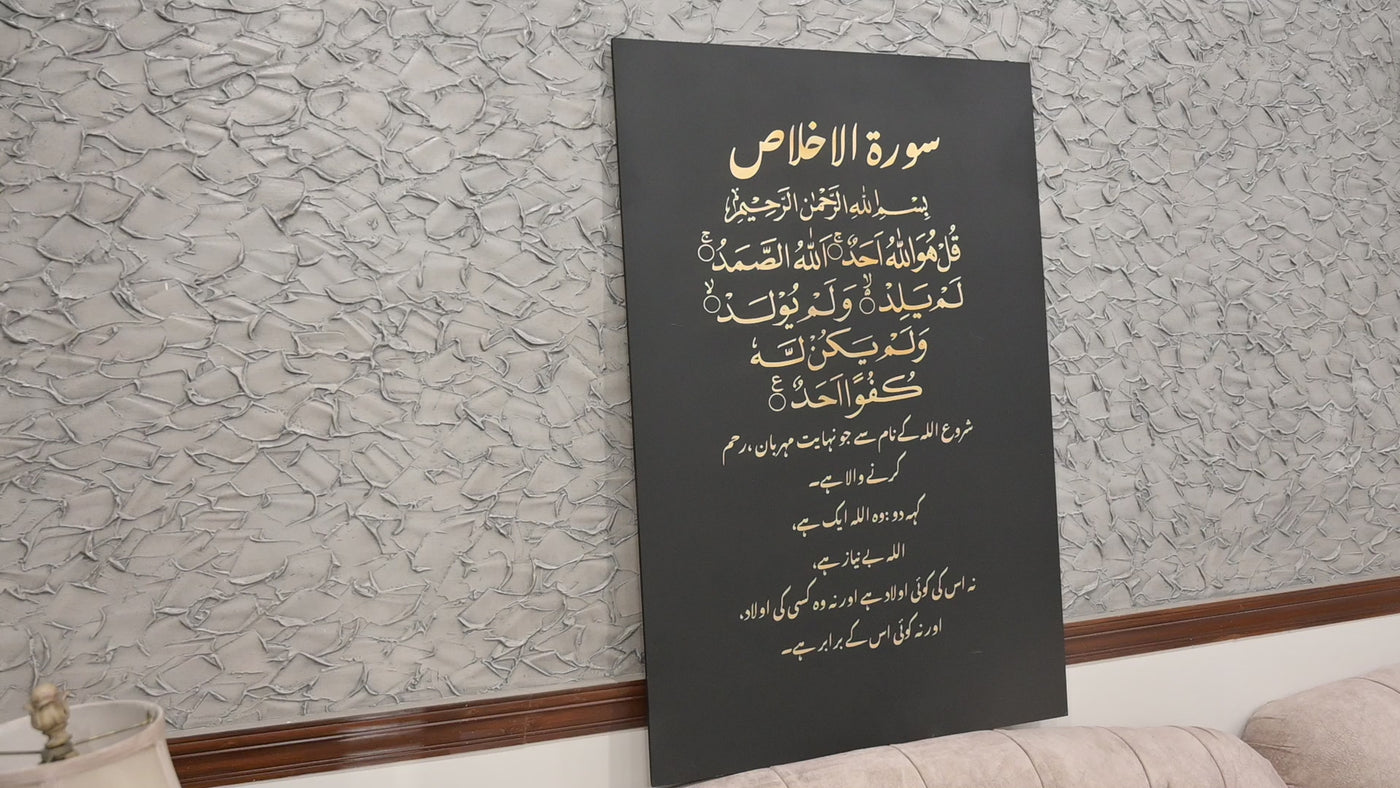 سورة الاخلاص
بِسْمِ اللهِ الرَّحْمٰنِ الرَّحِيْمِ
قُلْ هُوَ اللّٰهُ اَحَدٌ ۚ۝ اَللّٰهُ الصَّمَدُ ۚ۝
لَمْ يَلِدْ ۙ۬۝ وَلَمْ يُوْلَدْ ۙ۝
وَلَمْ يَكُنْ لَّهٗ
كُفُوًا اَحَدٌ ۝ع
شروع اللہ کے نام سے جو نہایت مہربان ،رحم
کرنے والا ہے۔
کہہ دو :وہ اللہ ایک ہے،
اللہ بے نیاز ہے،
نہ اس کی کوئی اولاد ہے اور نہ وہ کسی کی اولاد،
اور نہ کوئی اس کے برابر ہے۔